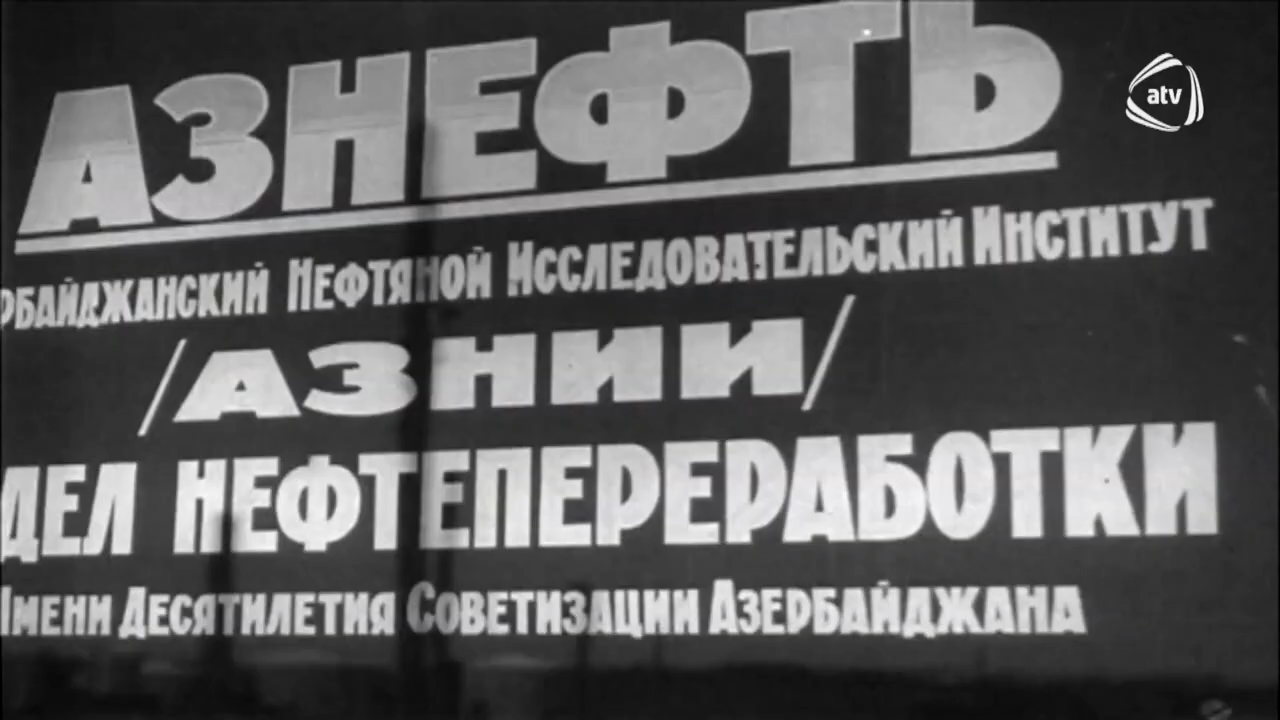 АЗНЕФТЬ
atv
РБАЙДЖАНСКИЙ НЕФТЯНОЙ ИССЛЕДОВАТЕЛЬСКИЙ ИНСТИТУТ
/АЗНИИ/
ДЕЛ НЕФТЕПЕРЕРАБОТКИ
ИМЕНИ ДЕСЯТИЛЕТИЯ СОВЕТИЗАЦИИ АЗЕРБАЙДЖАНА